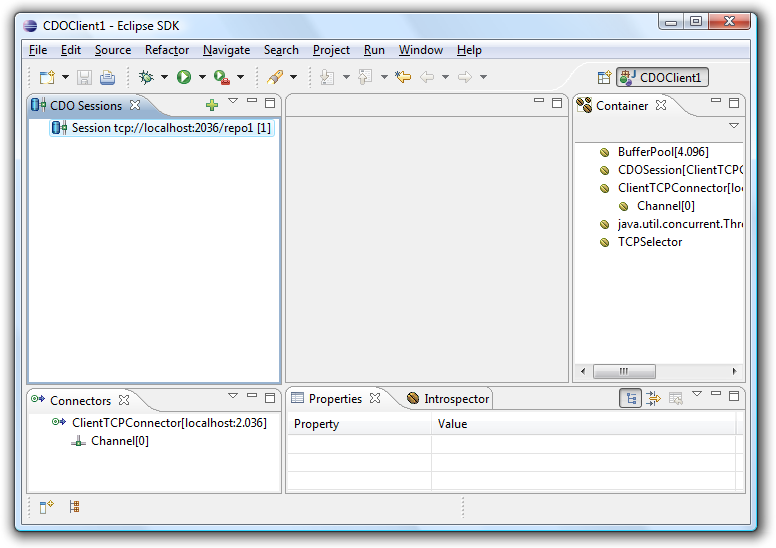 CDOClient1 - Eclipse SDK
File Edit Source Refactor Navigate Search Project Run Window Help
CDOClient1
CDO Sessions
Session tcp://localhost:2036/repo1 [1]
Container
BufferPool[4.096]
CDOSession[ClientTCPC
ClientTCPConnector[loc
Channel[0]
java.util.concurrent.Thre
TCPSelector
Connectors
ClientTCPConnector[localhost:2.036]
Channel[0]
Properties Introspector
Property Value